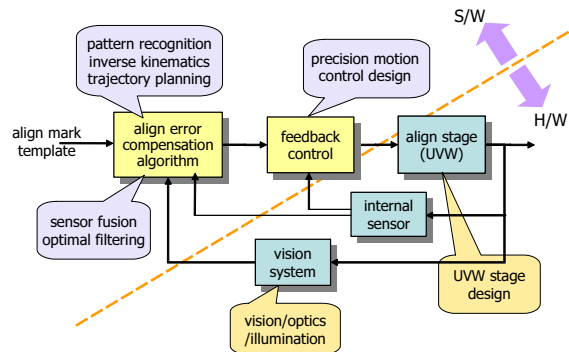 S/W
pattern recognition
inverse kinematics
trajectory planning
precision motion
control design
H/W
align mark
template
align error
compensation
algorithm
feedback
control
align stage
(UVW)
sensor fusion
optimal filtering
internal
sensor
vision
system
UVW stage
design
vision/optics
/illumination